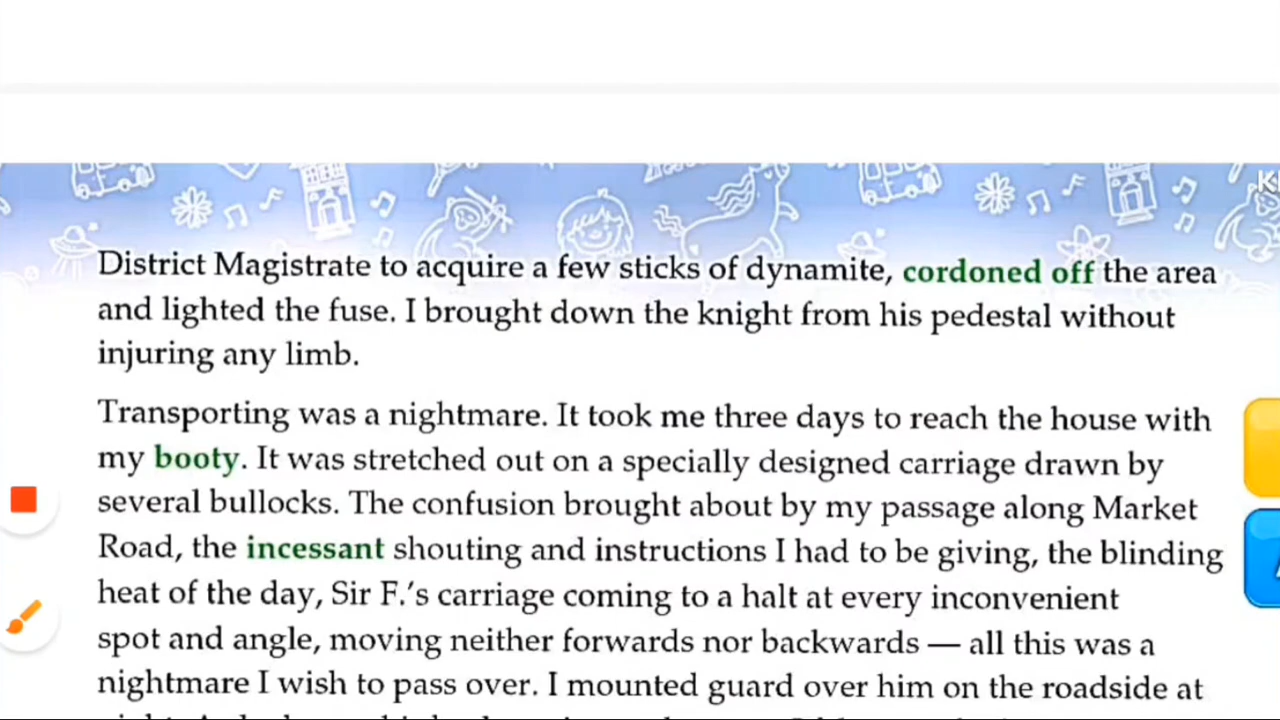 District Magistrate to acquire a few sticks of dynamite, cordoned off the area
and lighted the fuse. I brought down the knight from his pedestal without
injuring any limb.
Transporting was a nightmare. It took me three days to reach the house with
my booty. It was stretched out on a specially designed carriage drawn by
several bullocks. The confusion brought about by my passage along Market
Road, the incessant shouting and instructions I had to be giving, the blinding
heat of the day, Sir F.'s carriage coming to a halt at every inconvenient
spot and angle, moving neither forwards nor backwards — all this was a
nightmare I wish to pass over. I mounted guard over him on the roadside at